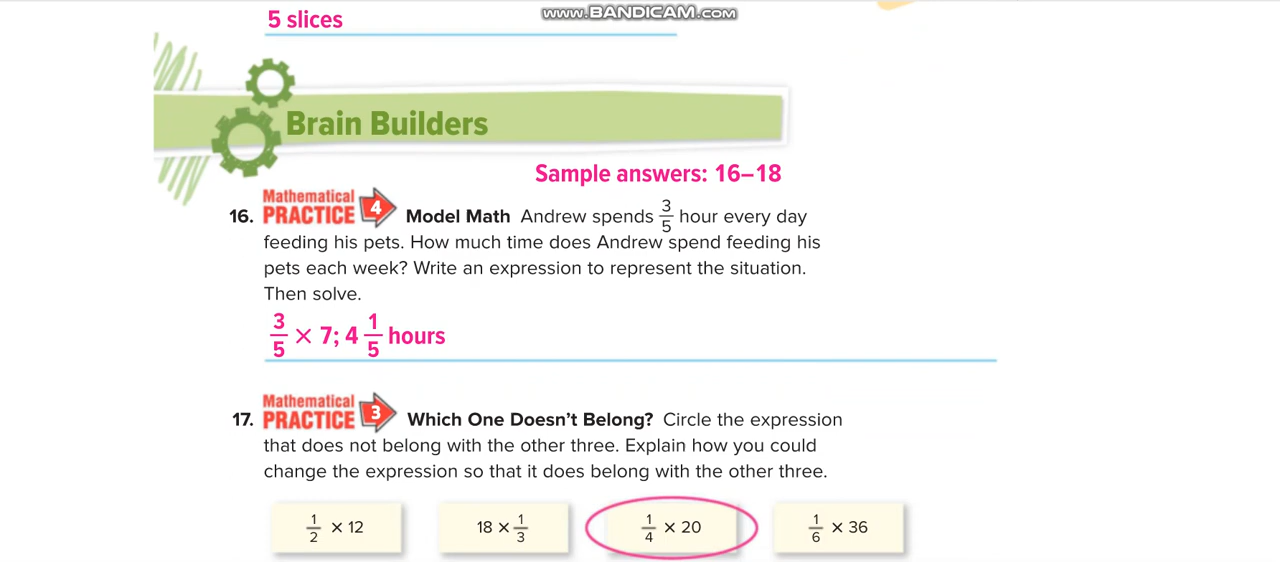 www.BANDICAM.com
5 slices
Brain Builders
Sample answers: 16–18
16. Mathematical PRACTICE 4 Model Math Andrew spends 3/5 hour every day
feeding his pets. How much time does Andrew spend feeding his
pets each week? Write an expression to represent the situation.
Then solve.
3/5 × 7; 4 1/5 hours
17. Mathematical PRACTICE 3 Which One Doesn't Belong? Circle the expression
that does not belong with the other three. Explain how you could
change the expression so that it does belong with the other three.
1/2 × 12 18 × 1/3 1/4 × 20 1/6 × 36